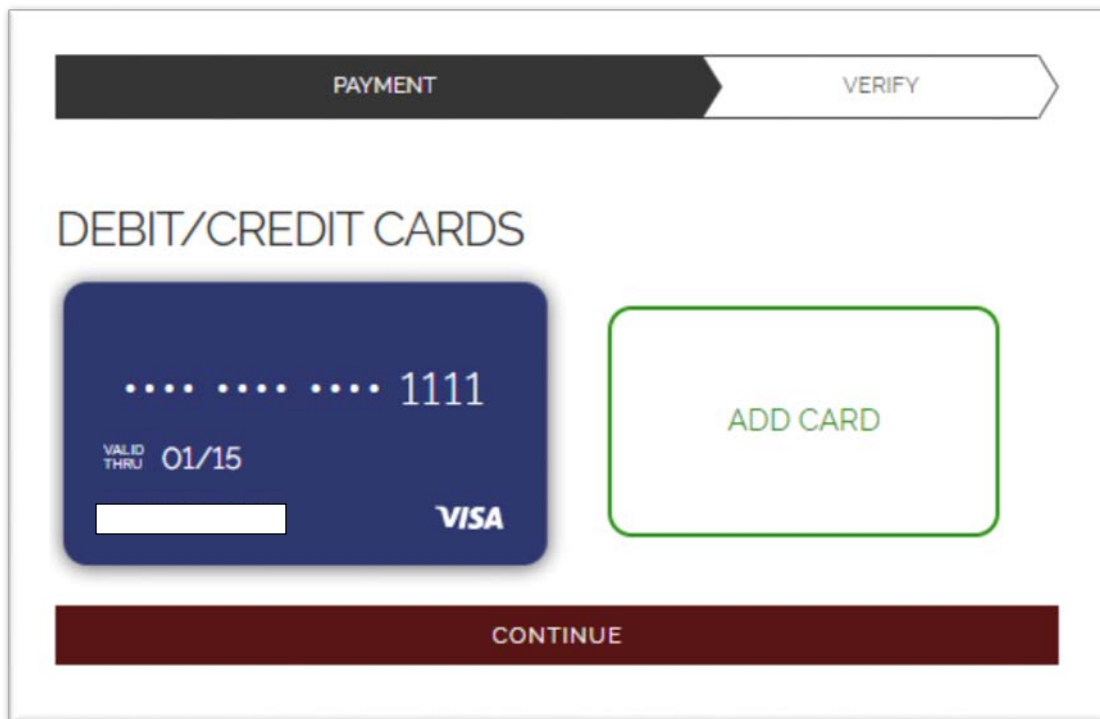 PAYMENT
VERIFY
DEBIT/CREDIT CARDS
•••• •••• •••• 1111
VALID THRU 01/15
VISA
ADD CARD
CONTINUE